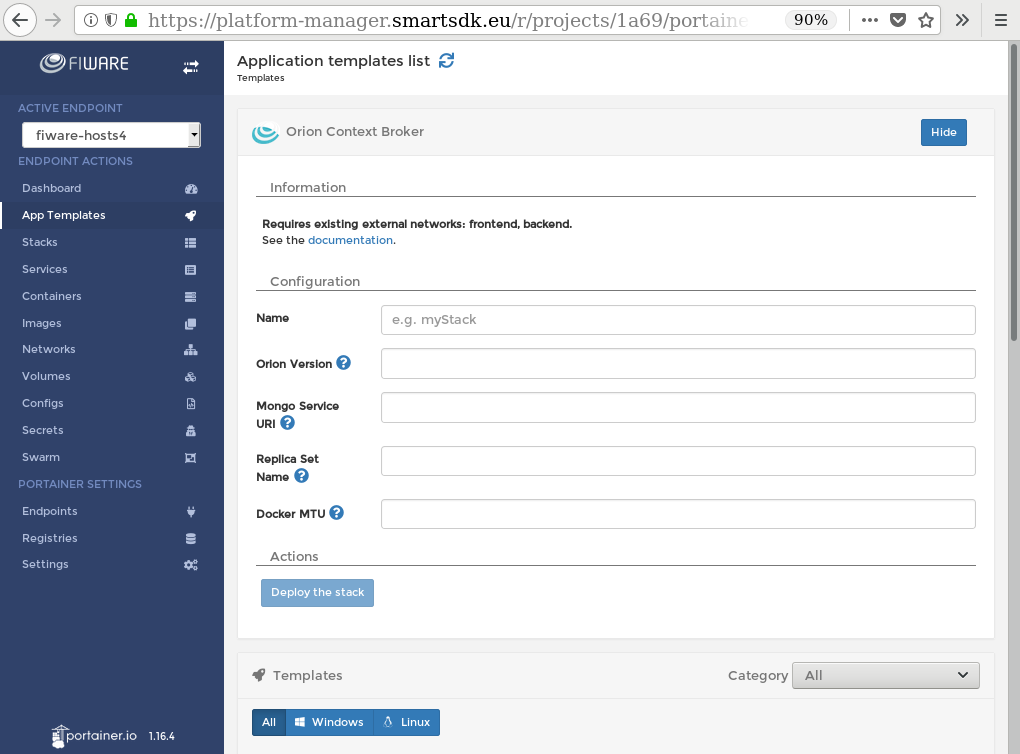 https://platform-manager.smartsdk.eu/r/projects/1a69/portaine
90%
FIWARE
ACTIVE ENDPOINT
fiware-hosts4
ENDPOINT ACTIONS
Dashboard
App Templates
Stacks
Services
Containers
Images
Networks
Volumes
Configs
Secrets
Swarm
PORTAINER SETTINGS
Endpoints
Registries
Settings
portainer.io 1.16.4
Application templates list
Templates
Orion Context Broker
Hide
Information
Requires existing external networks: frontend, backend.
See the documentation.
Configuration
Name
e.g. myStack
Orion Version
Mongo Service
URI
Replica Set
Name
Docker MTU
Actions
Deploy the stack
Templates
Category All
All Windows Linux